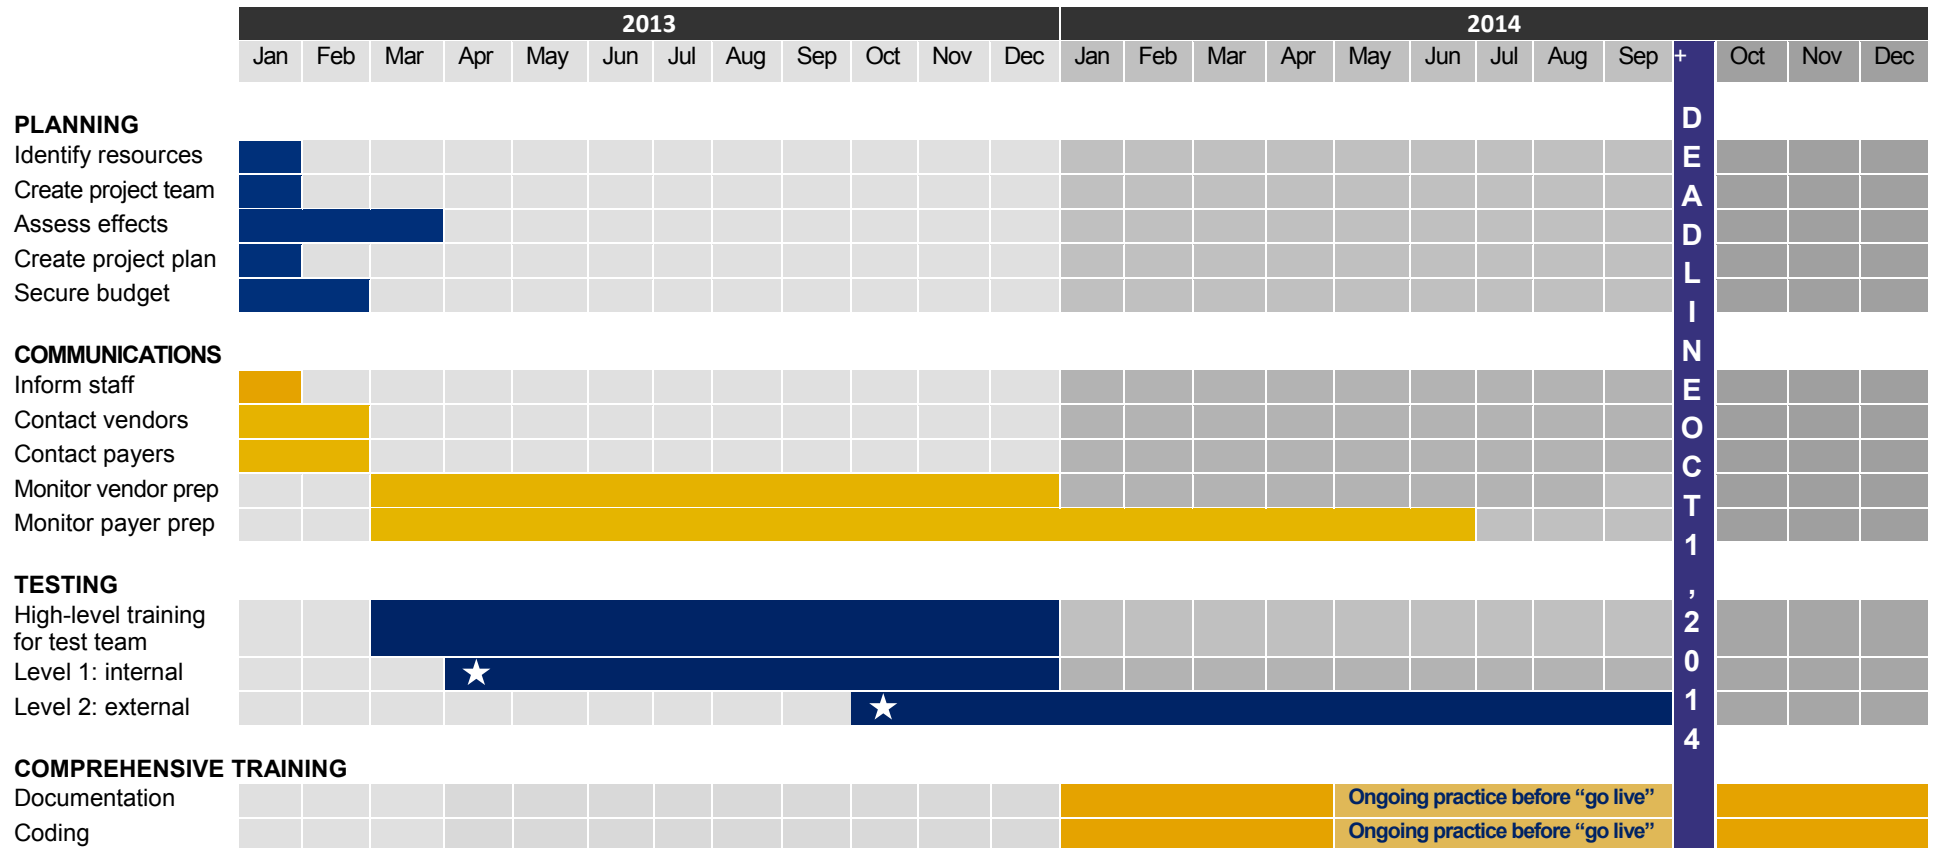 2013 2014
Jan Feb Mar Apr May Jun Jul Aug Sep Oct Nov Dec Jan Feb Mar Apr May Jun Jul Aug Sep + Oct Nov Dec
PLANNING
Identify resources
Create project team
Assess effects
Create project plan
Secure budget
COMMUNICATIONS
Inform staff
Contact vendors
Contact payers
Monitor vendor prep
Monitor payer prep
TESTING
High-level training
for test team
Level 1: internal
Level 2: external
COMPREHENSIVE TRAINING
Documentation Ongoing practice before “go live”
Coding Ongoing practice before “go live”
DEADLINEOCT1,2014